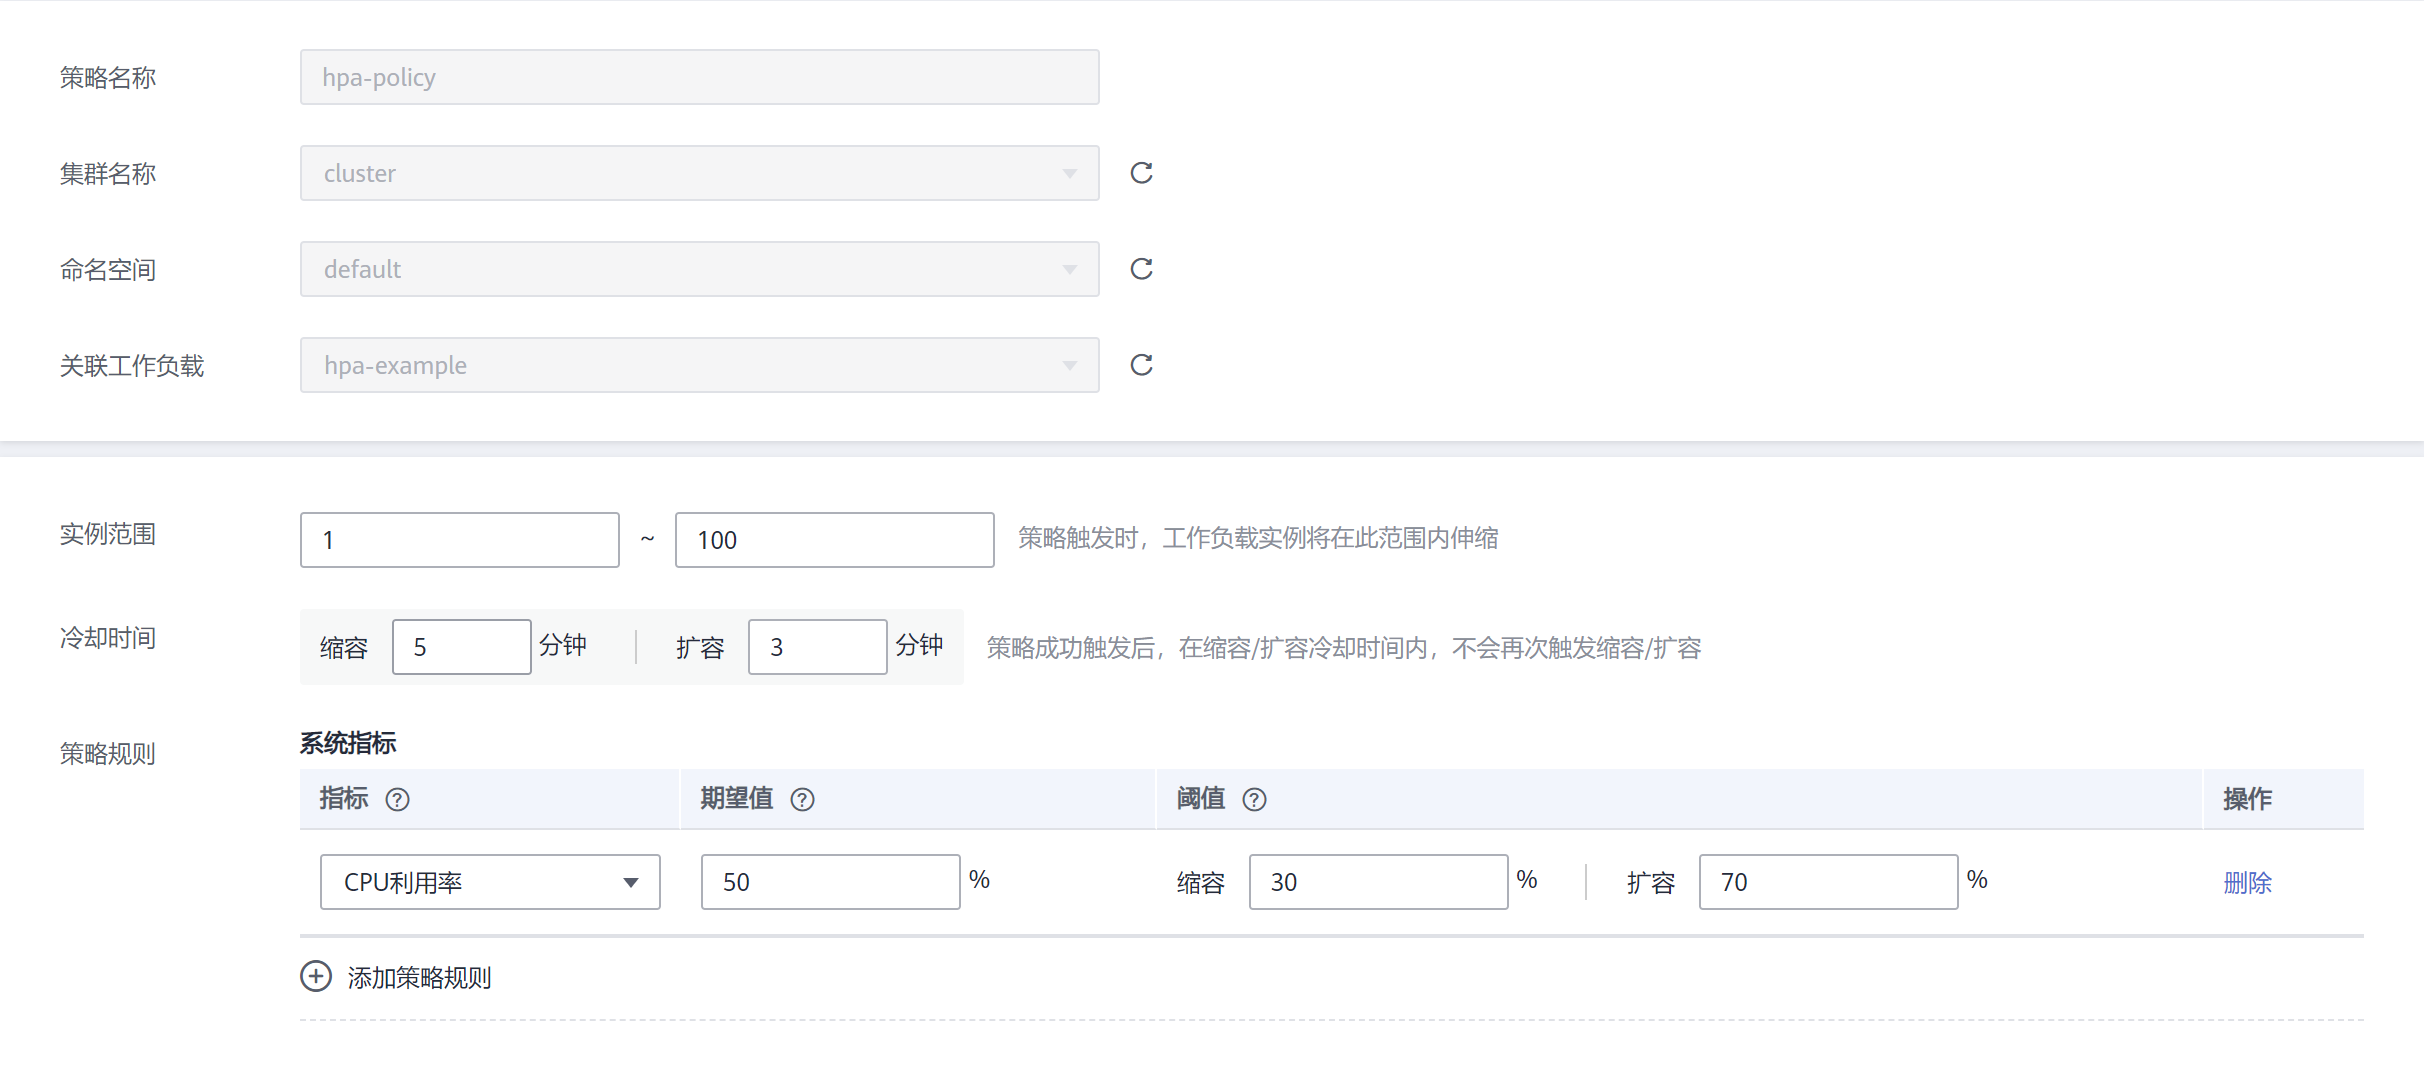 策略名称 hpa-policy
集群名称 cluster
命名空间 default
关联工作负载 hpa-example
实例范围 1 ~ 100 策略触发时，工作负载实例将在此范围内伸缩
冷却时间 缩容 5 分钟 扩容 3 分钟 策略成功触发后，在缩容/扩容冷却时间内，不会再次触发缩容/扩容
策略规则 系统指标
指标 ? 期望值 ? 阈值 ? 操作
CPU利用率 50 % 缩容 30 % 扩容 70 % 删除
添加策略规则